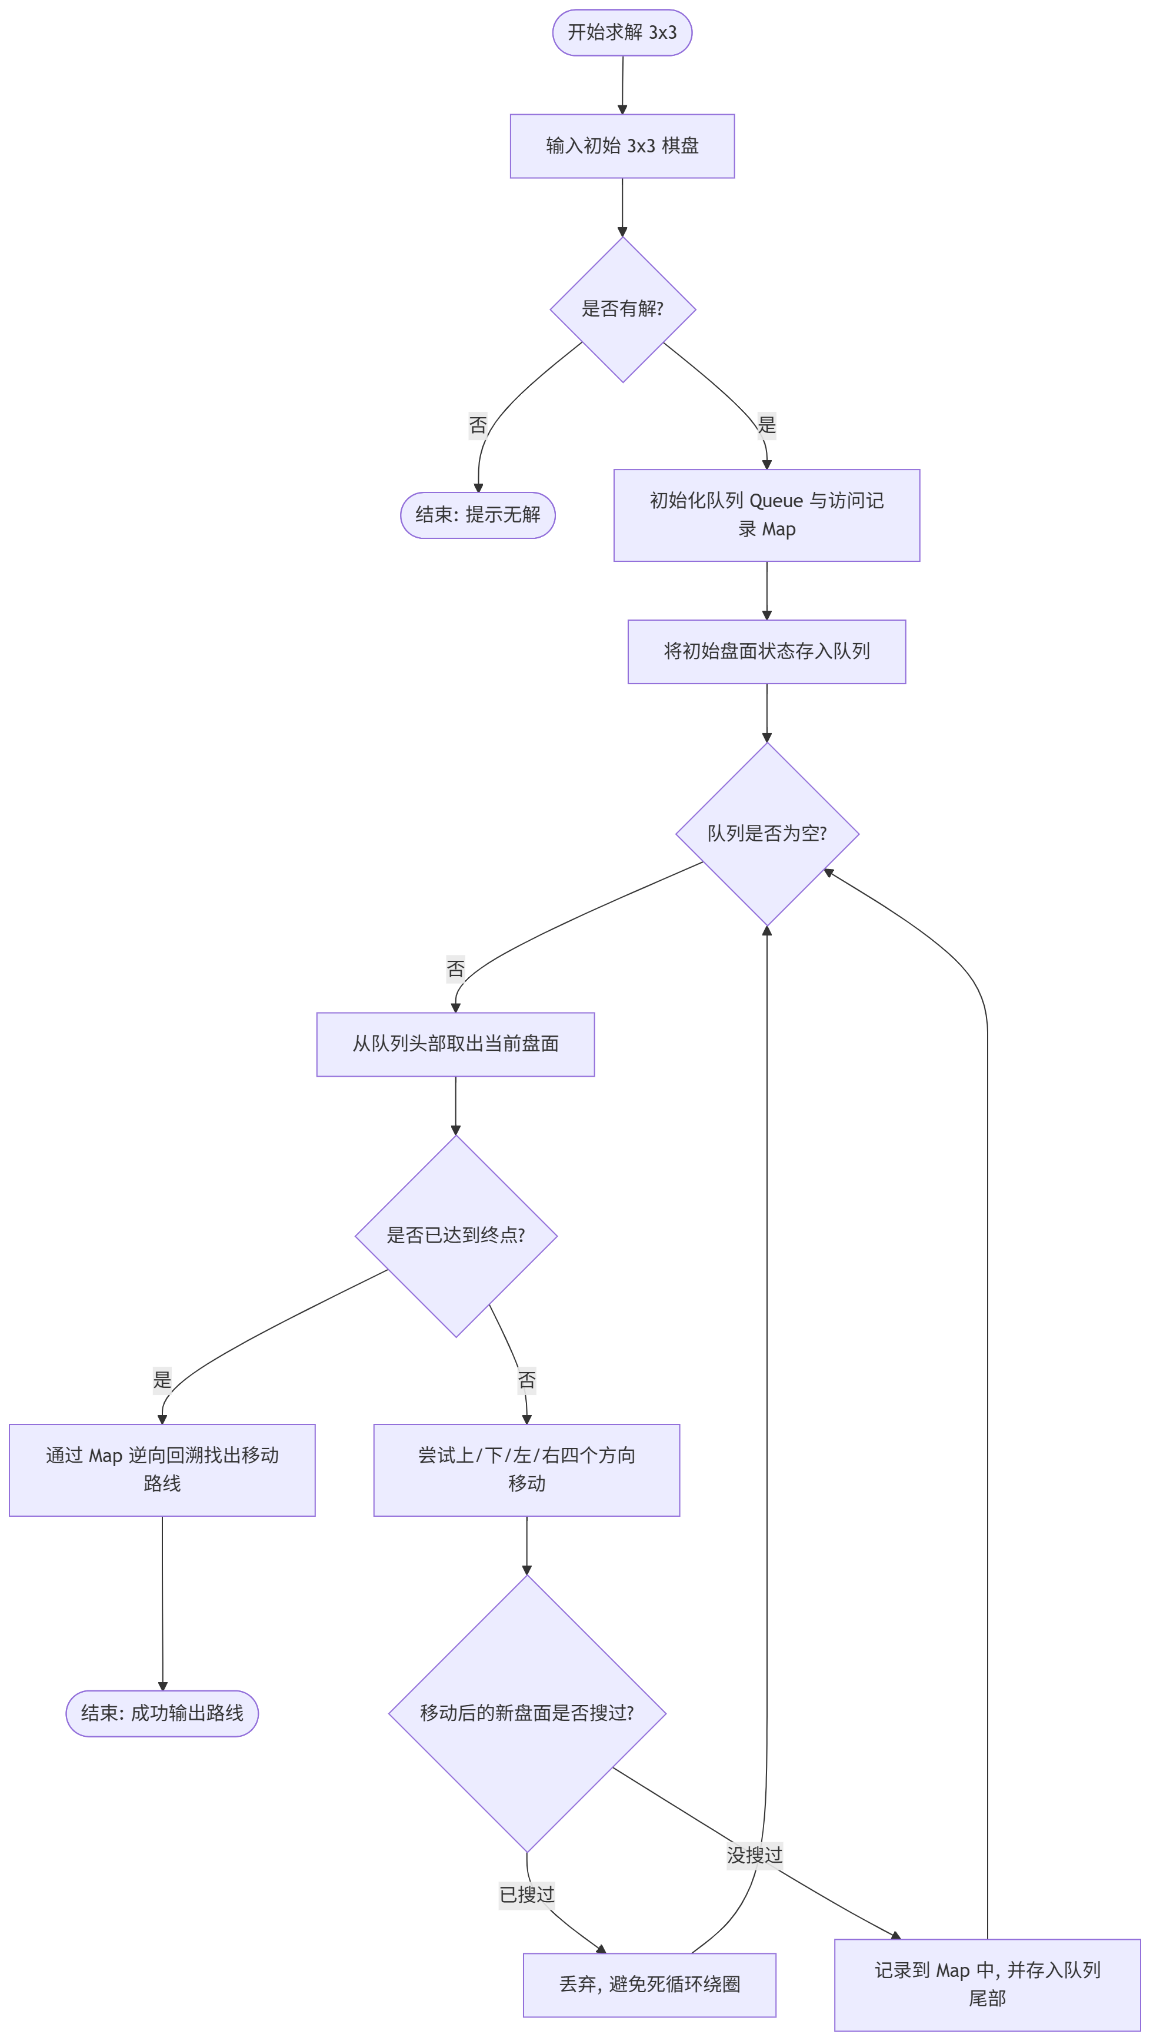 开始求解 3x3
输入初始 3x3 棋盘
是否有解?
否
是
初始化队列 Queue 与访问记
录 Map
结束: 提示无解
将初始盘面状态存入队列
队列是否为空?
否
从队列头部取出当前盘面
是否已达到终点?
是
否
通过 Map 逆向回溯找出移动
路线
尝试上/下/左/右四个方向
移动
结束: 成功输出路线
移动后的新盘面是否搜过?
没搜过
已搜过
丢弃, 避免死循环绕圈
记录到 Map 中, 并存入队列
尾部